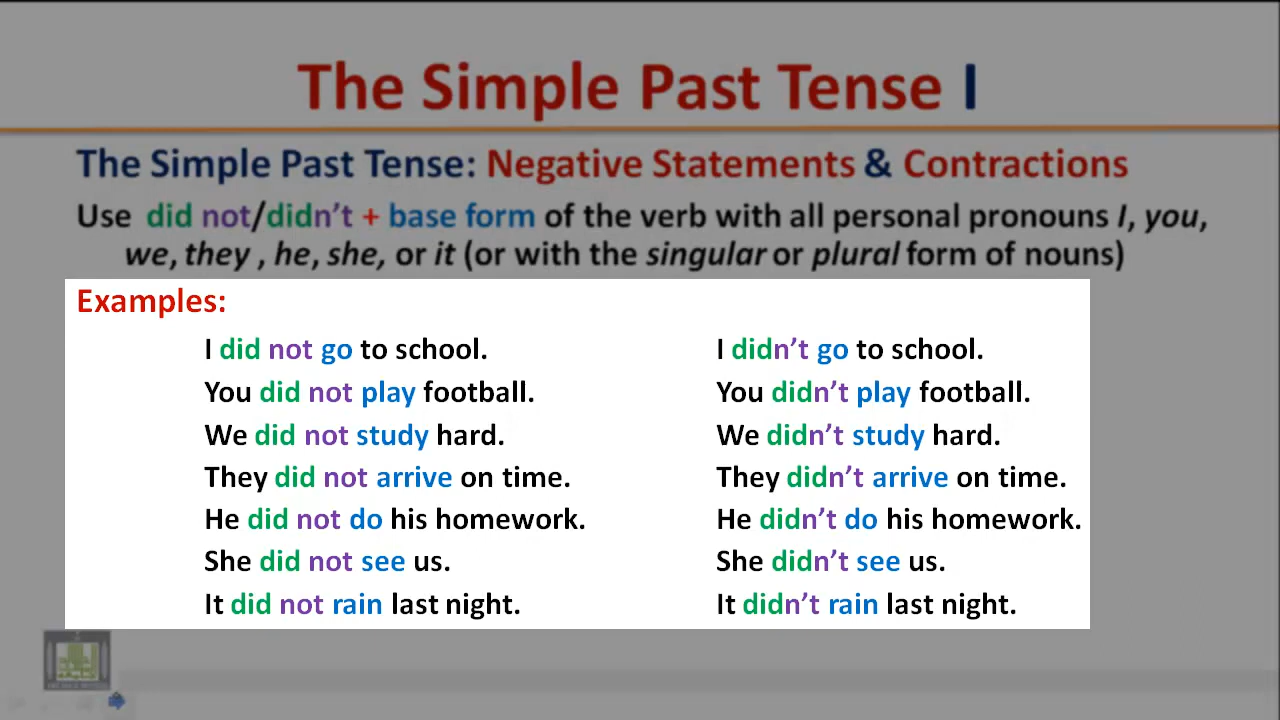 The Simple Past Tense I
The Simple Past Tense: Negative Statements & Contractions
Use did not/didn’t + base form of the verb with all personal pronouns I, you,
we, they , he, she, or it (or with the singular or plural form of nouns)
Examples:
I did not go to school. I didn’t go to school.
You did not play football. You didn’t play football.
We did not study hard. We didn’t study hard.
They did not arrive on time. They didn’t arrive on time.
He did not do his homework. He didn’t do his homework.
She did not see us. She didn’t see us.
It did not rain last night. It didn’t rain last night.